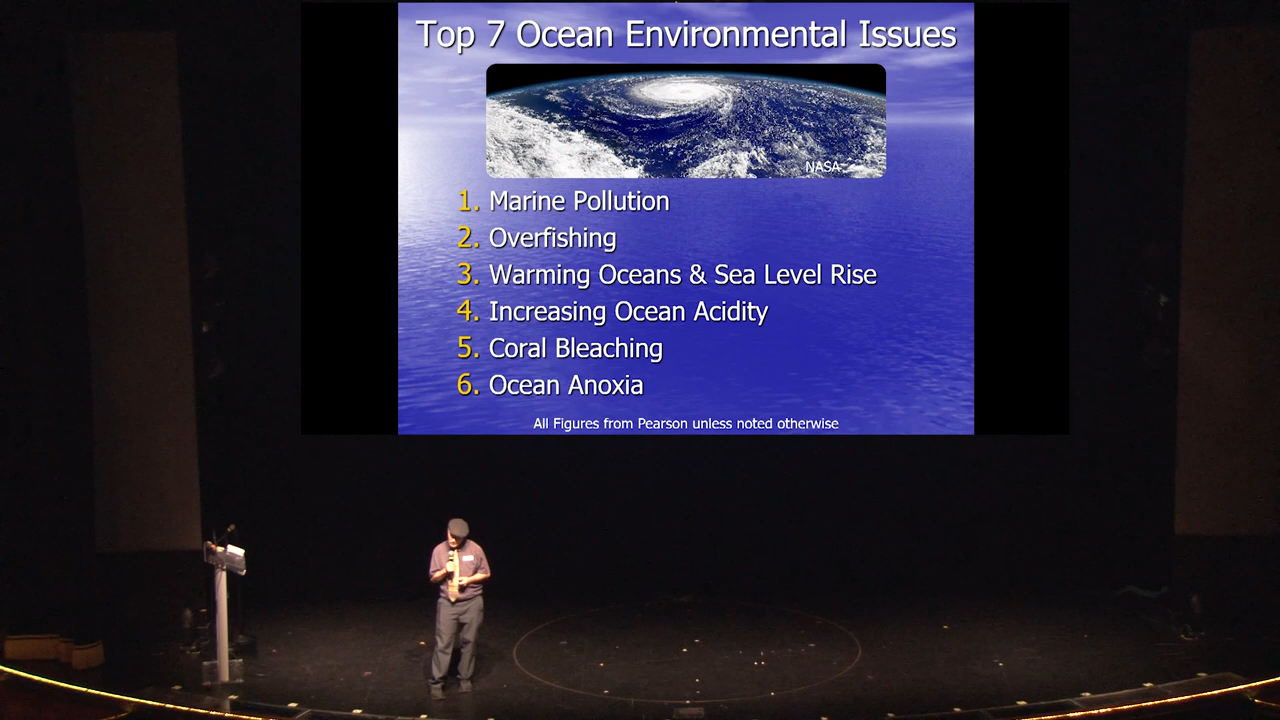 Top 7 Ocean Environmental Issues
NASA
1. Marine Pollution
2. Overfishing
3. Warming Oceans & Sea Level Rise
4. Increasing Ocean Acidity
5. Coral Bleaching
6. Ocean Anoxia
All Figures from Pearson unless noted otherwise